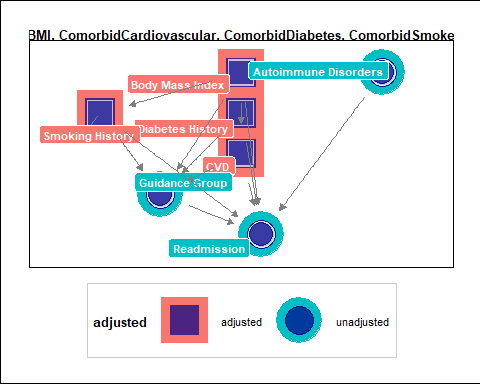 BMI, ComorbidCardiovascular, ComorbidDiabetes, ComorbidSmoke
Autoimmune Disorders
Body Mass Index
Diabetes History
Smoking History
CVD
Guidance Group
Readmission
adjusted
adjusted
unadjusted